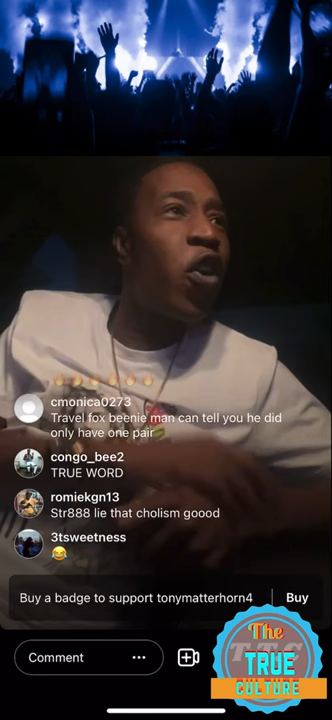 cmonica0273
Travel fox beenie man can tell you he did
only have one pair
congo_bee2
TRUE WORD
romiekgn13
Str888 lie that cholism goood
3tsweetness
Buy a badge to support tonymatterhorn4
Buy
Comment
The
TRUE
CULTURE